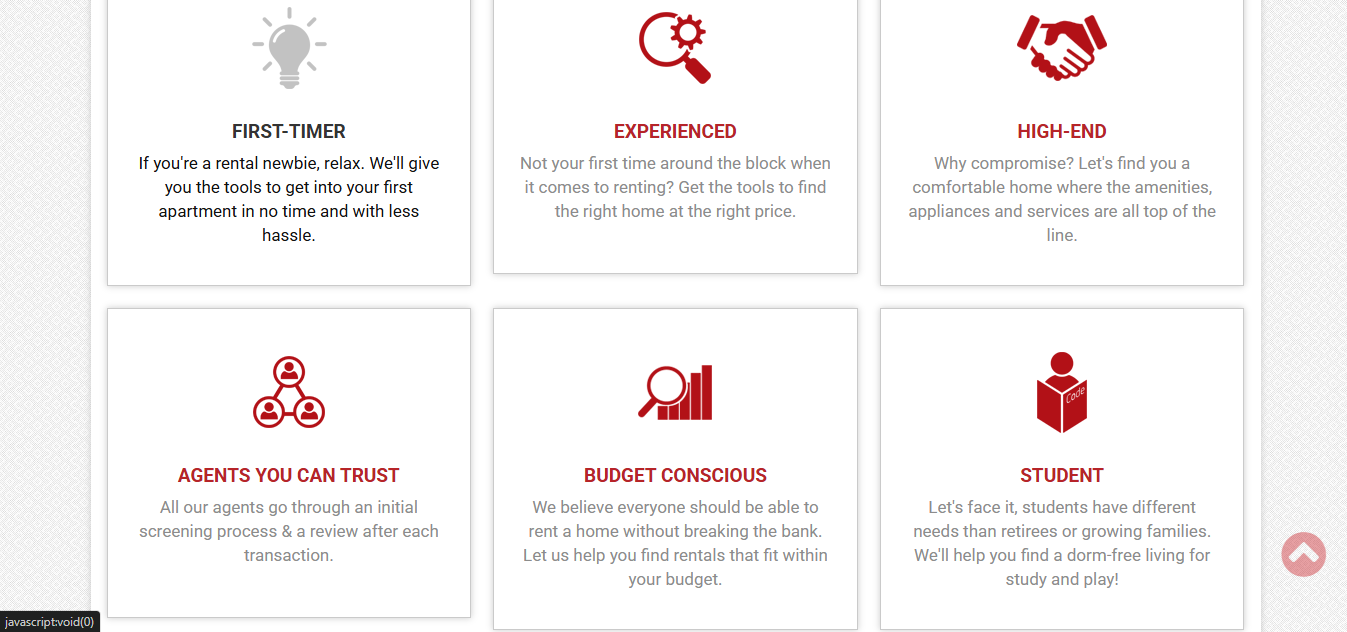 FIRST-TIMER
If you're a rental newbie, relax. We'll give
you the tools to get into your first
apartment in no time and with less
hassle.
EXPERIENCED
Not your first time around the block when
it comes to renting? Get the tools to find
the right home at the right price.
HIGH-END
Why compromise? Let's find you a
comfortable home where the amenities,
appliances and services are all top of the
line.
AGENTS YOU CAN TRUST
All our agents go through an initial
screening process & a review after each
transaction.
BUDGET CONSCIOUS
We believe everyone should be able to
rent a home without breaking the bank.
Let us help you find rentals that fit within
your budget.
Code
STUDENT
Let's face it, students have different
needs than retirees or growing families.
We'll help you find a dorm-free living for
study and play!
javascript:void(0)